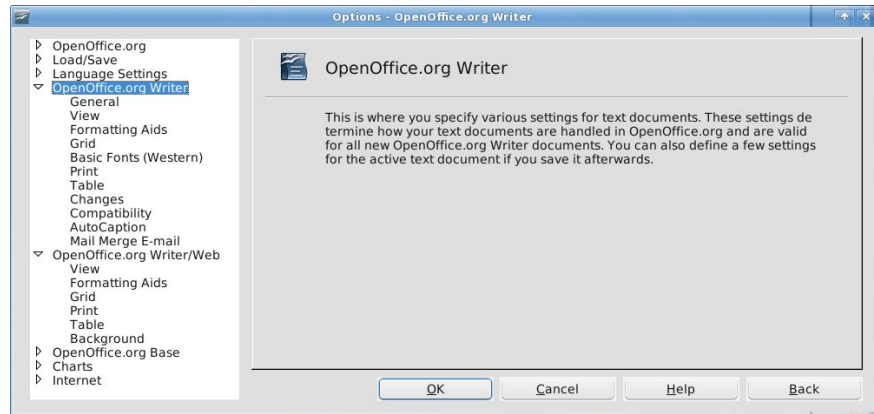 Options - OpenOffice.org Writer
OpenOffice.org
Load/Save
Language Settings
OpenOffice.org Writer
General
View
Formatting Aids
Grid
Basic Fonts (Western)
Print
Table
Changes
Compatibility
AutoCaption
Mail Merge E-mail
OpenOffice.org Writer/Web
View
Formatting Aids
Grid
Print
Table
Background
OpenOffice.org Base
Charts
Internet
OpenOffice.org Writer
This is where you specify various settings for text documents. These settings de
termine how your text documents are handled in OpenOffice.org and are valid
for all new OpenOffice.org Writer documents. You can also define a few settings
for the active text document if you save it afterwards.
OK
Cancel
Help
Back